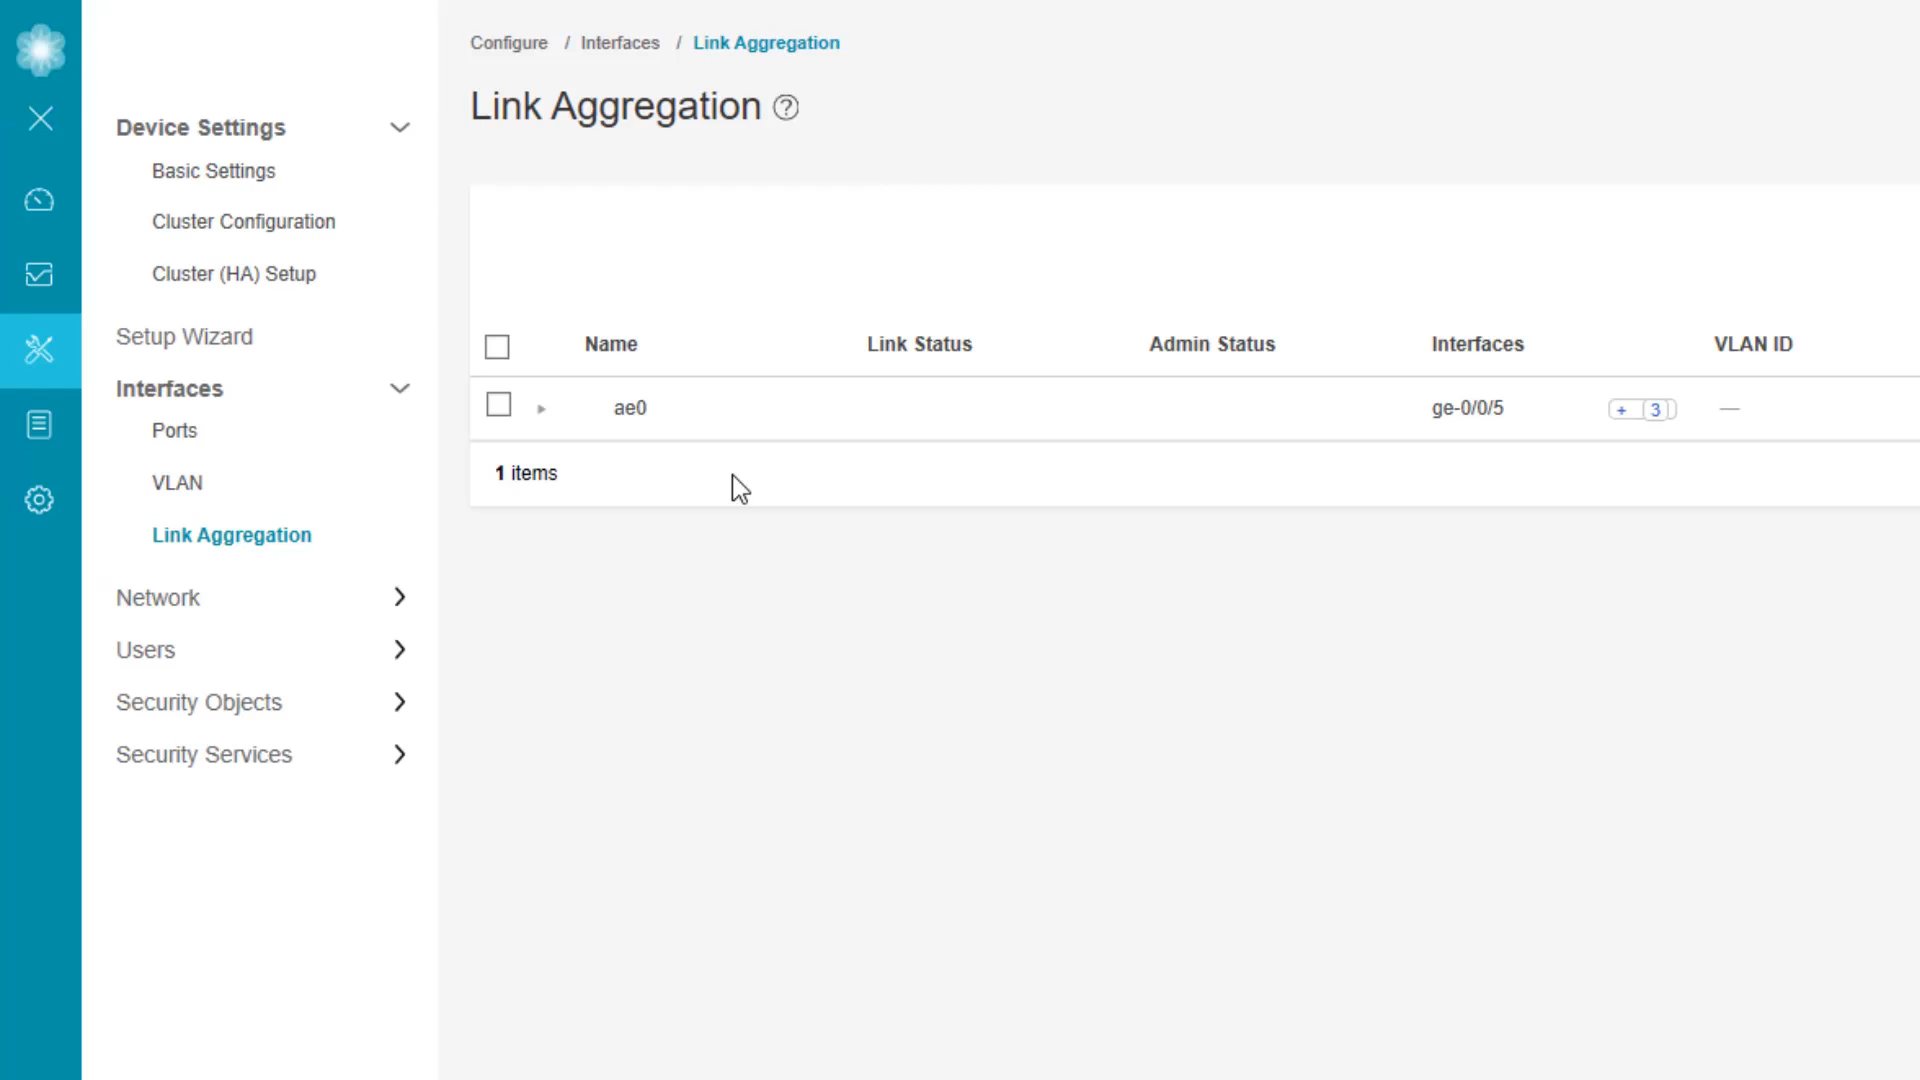 Configure / Interfaces / Link Aggregation
Link Aggregation ?
Device Settings
Basic Settings
Cluster Configuration
Cluster (HA) Setup
Setup Wizard
Interfaces
Ports
VLAN
Link Aggregation
Network
Users
Security Objects
Security Services
Name Link Status Admin Status Interfaces VLAN ID
ae0 ge-0/0/5 + 3 —
1 items